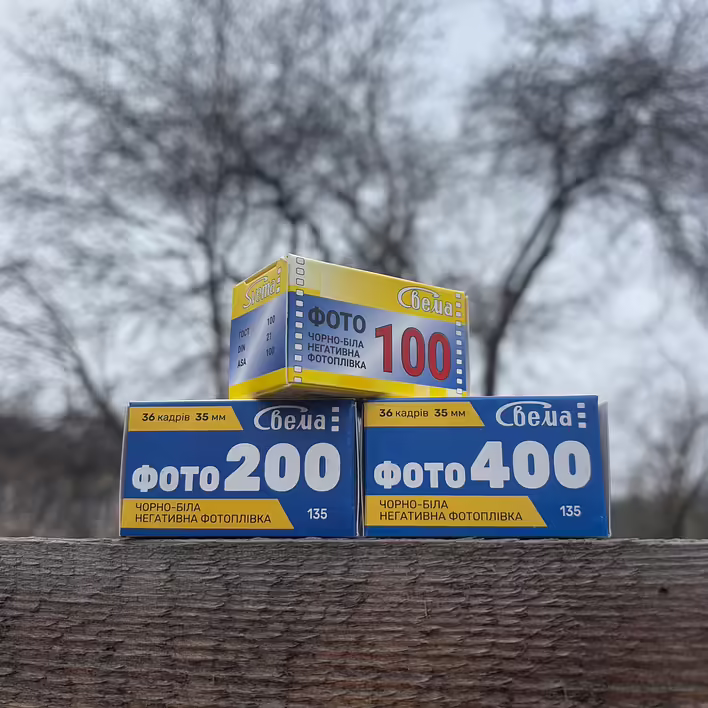 Svema
Свема
ФОТО
100
ЧОРНО-БІЛА
НЕГАТИВНА
ФОТОПЛІВКА
ГОСТ 100
DIN 21
ASA 100
36 кадрів 35 мм
Свема
ФОТО 200
ЧОРНО-БІЛА
НЕГАТИВНА ФОТОПЛІВКА
135
36 кадрів 35 мм
Свема
ФОТО 400
ЧОРНО-БІЛА
НЕГАТИВНА ФОТОПЛІВКА
135